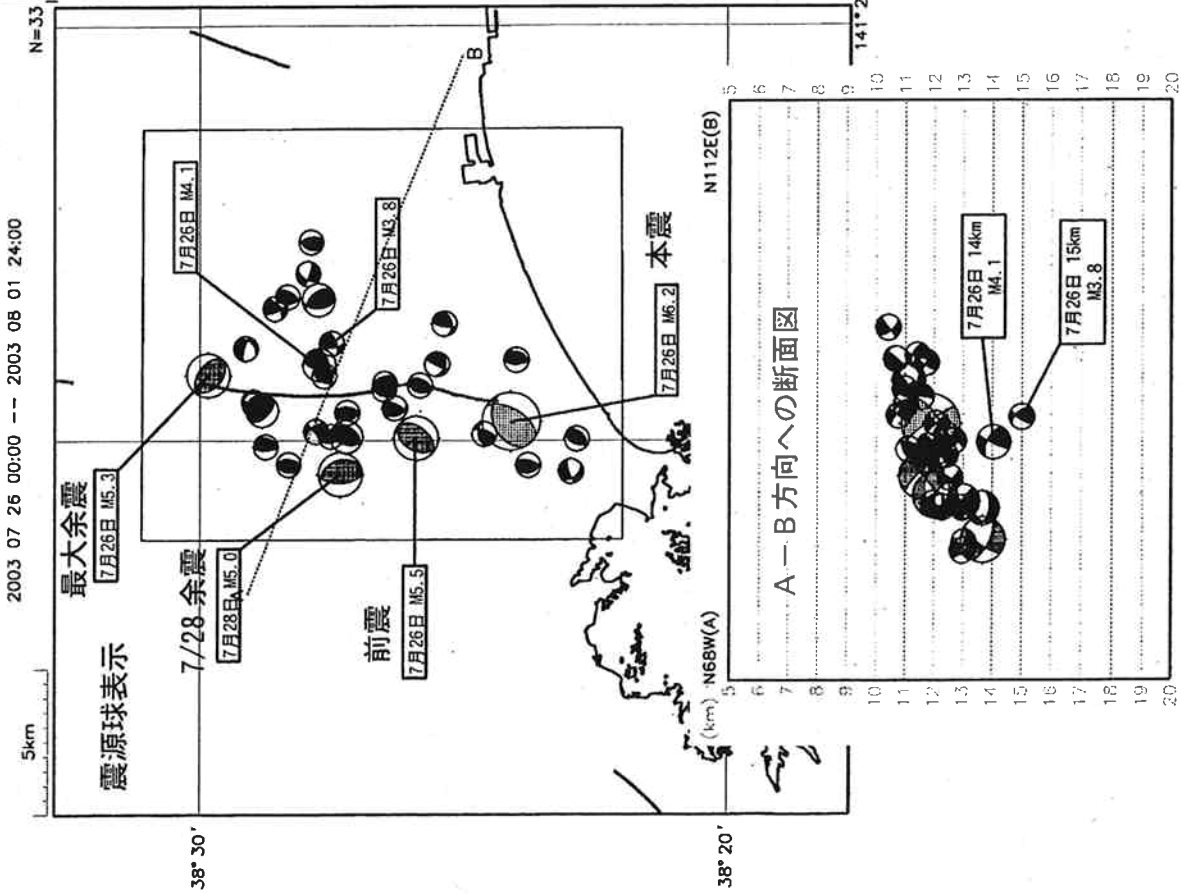 2003 07 26 00:00 -- 2003 08 01 24:00
N=33
5km
震源球表示
最大余震
7月26日 M5.3
7月26日 M4.1
7/28 余震
7月28日 M5.0
A
前震
7月26日 M5.5
7月26日 M3.8
B
本震
7月26日 M6.2
38°30'
38°20'
141°2
(km)
N68W(A)
N112E(B)
A－B方向への断面図
7月26日 14km
M4.1
7月26日 15km
M3.8
5
6
7
8
9
10
11
12
13
14
15
16
17
18
19
20
5
6
7
8
9
10
11
12
13
14
15
16
17
18
19
20